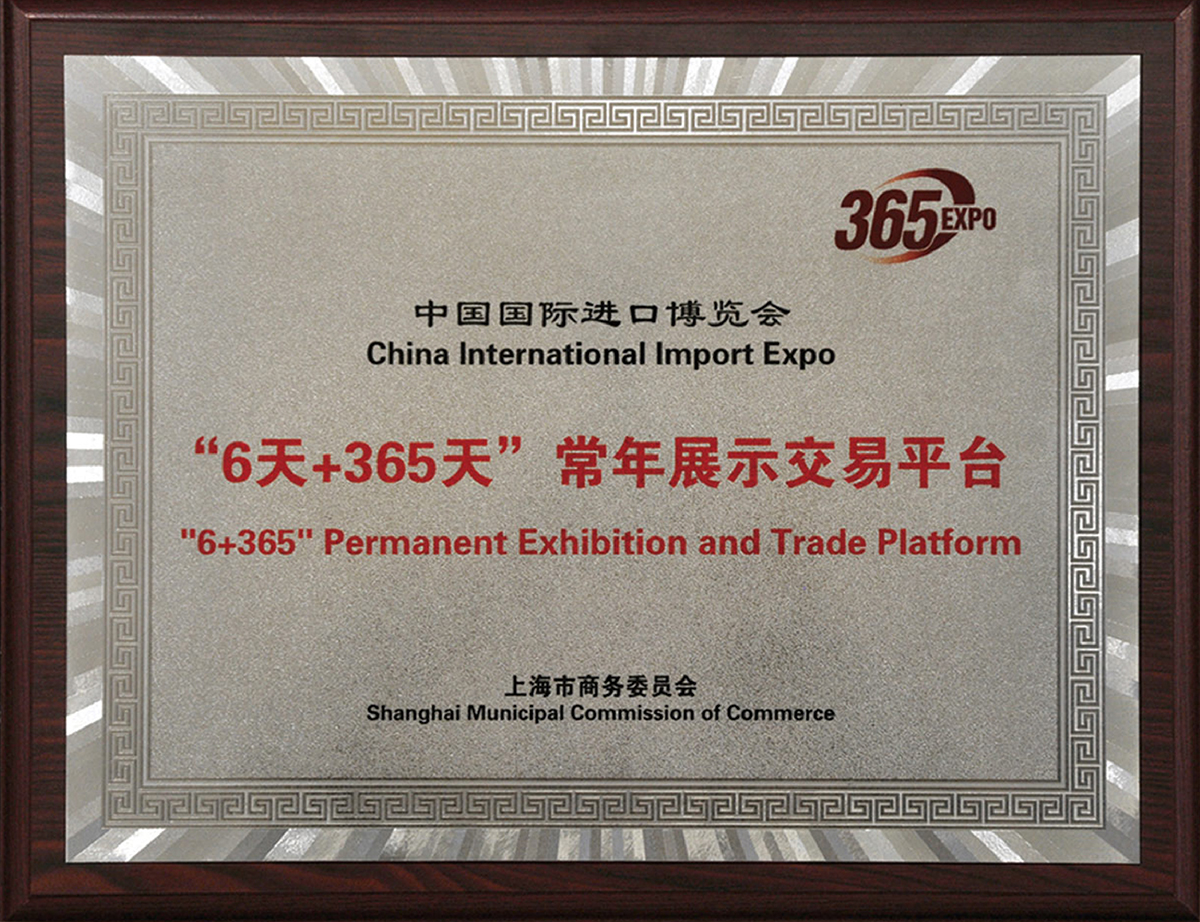 365 EXPO
中国国际进口博览会
China International Import Expo
“6天+365天”常年展示交易平台
"6+365" Permanent Exhibition and Trade Platform
上海市商务委员会
Shanghai Municipal Commission of Commerce